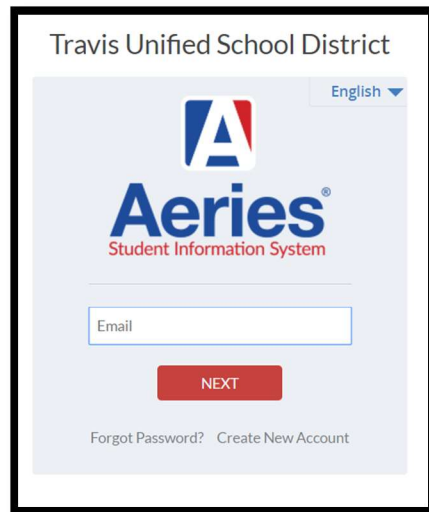 Travis Unified School District
English
A
Aeries®
Student Information System
Email
NEXT
Forgot Password? Create New Account